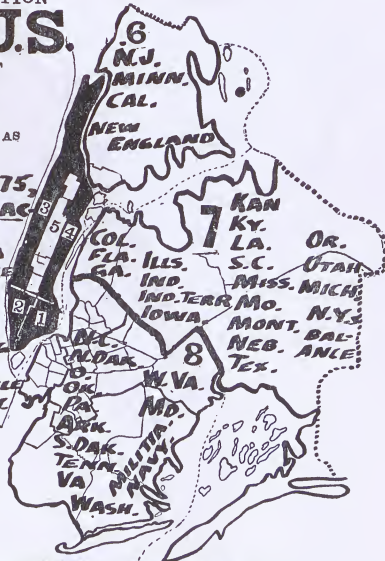 TION
U.S.
AS
75,
AC
6
N.J.
MINN.
CAL.
NEW
ENGLAND
3
5
4
2
1
7
KAN
KY.
LA.
S.C.
MISS.
MO.
MONT.
NEB.
TEX.
OR.
UTAH
MICH
N.Y.S
BAL-
ANCE
COL.
FLA.
GA.
ILLS.
IND.
IND. TERR
IOWA
8
W.VA.
MD.
MILITIA
NAVY
N.C.
N.DAK.
O.
OK.
PA.
ARK.
S.DAK.
TENN.
VA
WASH.